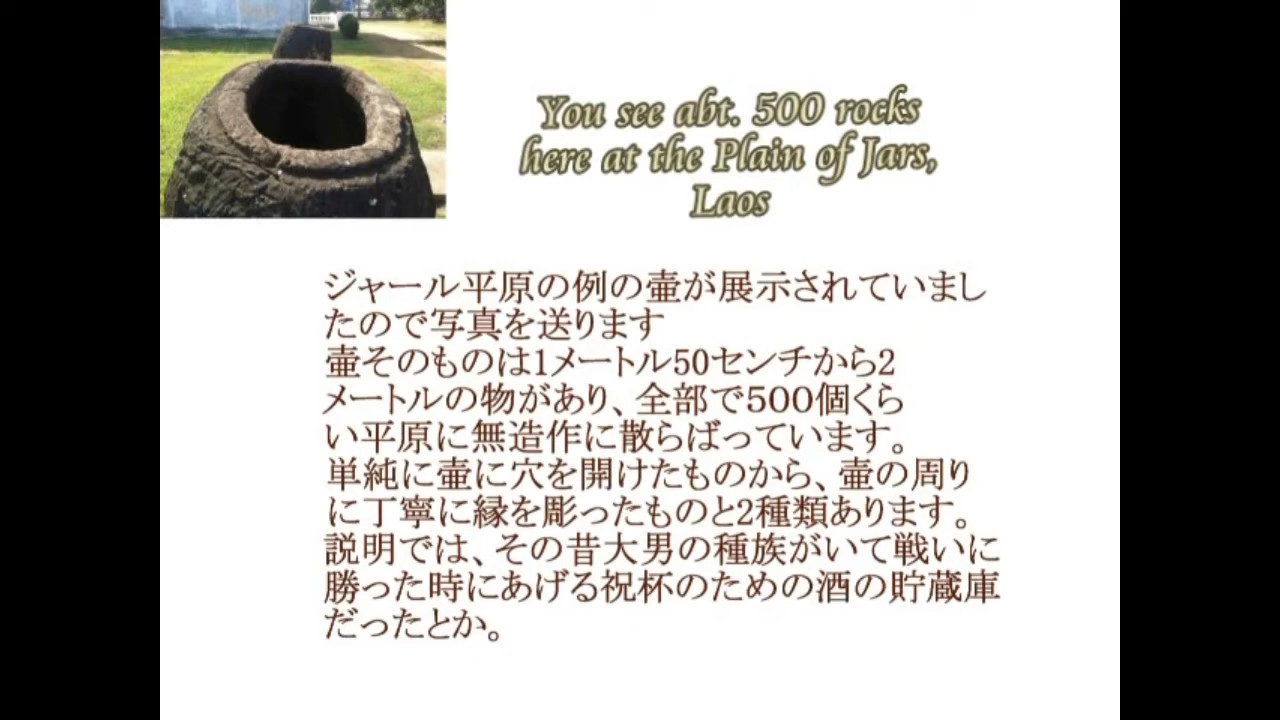 You see abt. 500 rocks
here at the Plain of Jars,
Laos
ジャール平原の例の壷が展示されていまし
たので写真を送ります
壷そのものは1メートル50センチから2
メートルの物があり、全部で５００個くら
い平原に無造作に散らばっています。
単純に壷に穴を開けたものから、壷の周り
に丁寧に縁を彫ったものと2種類あります。
説明では、その昔大男の種族がいて戦いに
勝った時にあげる祝杯のための酒の貯蔵庫
だったとか。